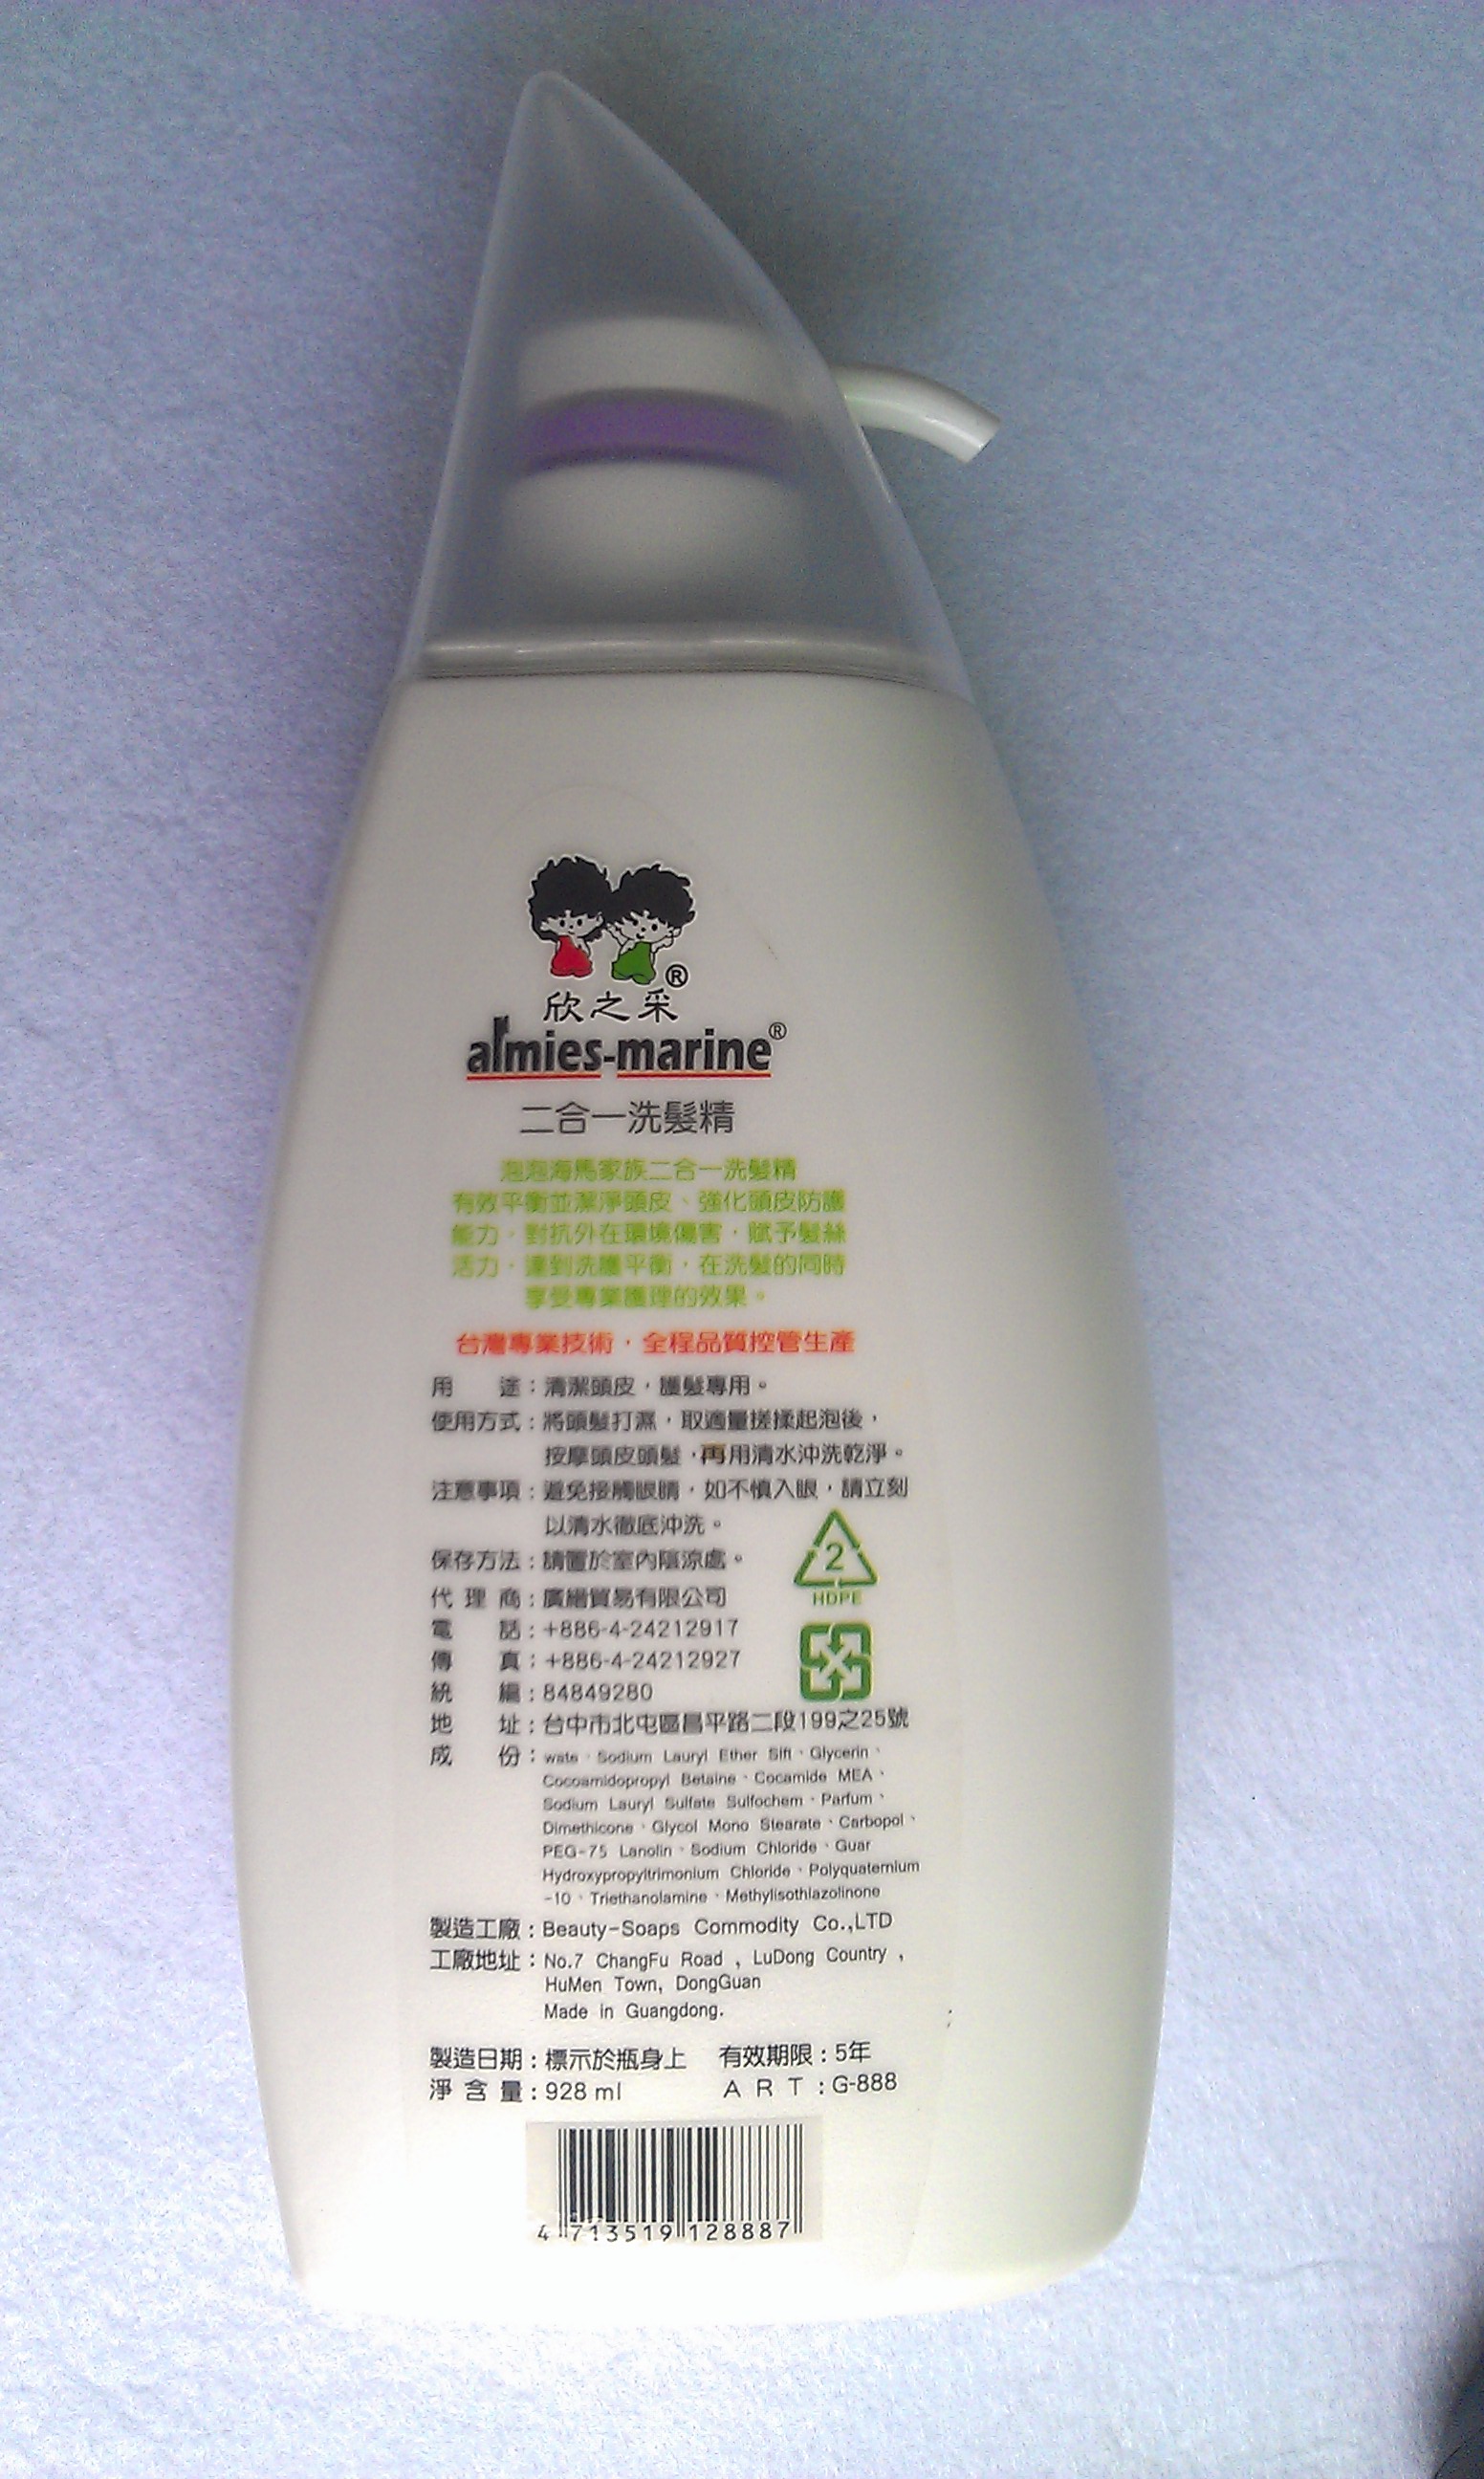 ®
欣之采
almies-marine®
二合一洗髮精
泡泡海馬家族二合一洗髮精
有效平衡並潔淨頭皮、強化頭皮防護
能力,對抗外在環境傷害,賦予髮絲
活力,達到洗護平衡,在洗髮的同時
享受專業護理的效果。
台灣專業技術,全程品質控管生產
用 途:清潔頭皮,護髮專用。
使用方式:將頭髮打濕,取適量搓揉起泡後,
按摩頭皮頭髮,再用清水沖洗乾淨。
注意事項:避免接觸眼睛,如不慎入眼,請立刻
以清水徹底沖洗。
保存方法:請置於室內陰涼處。
代 理 商:廣繒貿易有限公司
電 話:+886-4-24212917
傳 真:+886-4-24212927
統 編:84849280
地 址:台中市北屯區昌平路二段199之25號
2
HDPE
成 份:wate、Sodium Lauryl Ether Slft、Glycerin、
Cocoamidopropyl Betaine、Cocamide MEA、
Sodium Lauryl Sulfate Sulfochem、Parfum、
Dimethicone、Glycol Mono Stearate、Carbopol、
PEG-75 Lanolin、Sodium Chloride、Guar
Hydroxypropyltrimonium Chloride、Polyquaternium
-10、Triethanolamine、Methylisothiazolinone
製造工廠:Beauty-Soaps Commodity Co.,LTD
工廠地址:No.7 ChangFu Road , LuDong Country ,
HuMen Town, DongGuan
Made in Guangdong.
製造日期:標示於瓶身上 有效期限:5年
淨 含 量:928 ml A R T :G-888
4 713519 128887